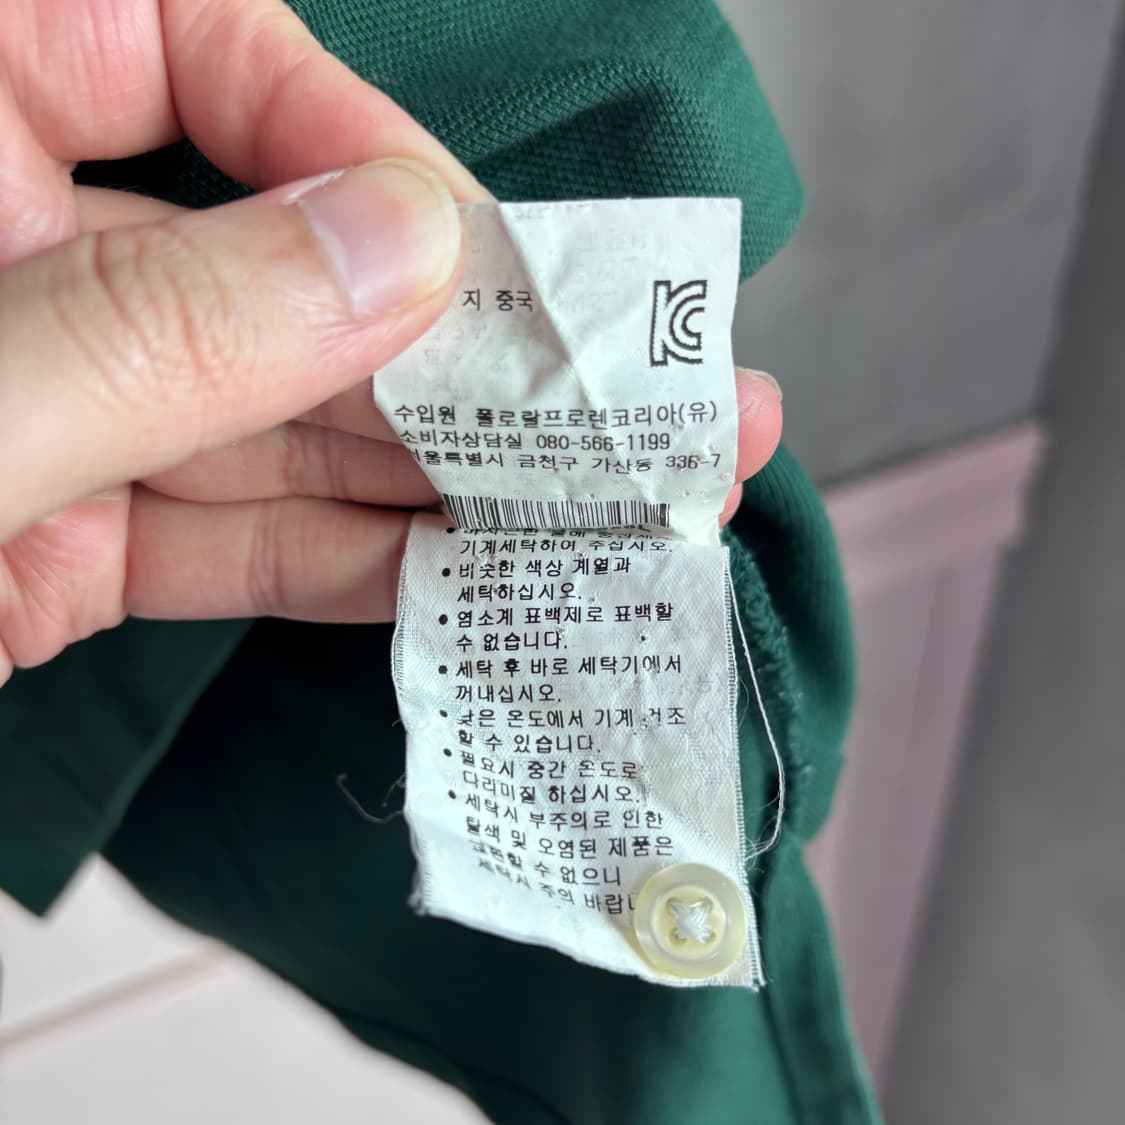 지 중국
KC
수입원 폴로랄프로렌코리아(유)
소비자상담실 080-566-1199
서울특별시 금천구 가산동 336-7
기계세탁하여 주십시오.
• 비슷한 색상 계열과
세탁하십시오.
• 염소계 표백제로 표백할
수 없습니다.
• 세탁 후 바로 세탁기에서
꺼내십시오.
• 낮은 온도에서 기계 건조
할 수 있습니다.
• 필요시 중간 온도로
다리미질 하십시오.
• 세탁시 부주의로 인한
탈색 및 오염된 제품은
교환할 수 없으니
세탁시 주의 바랍니